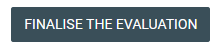 FINALISE THE EVALUATION